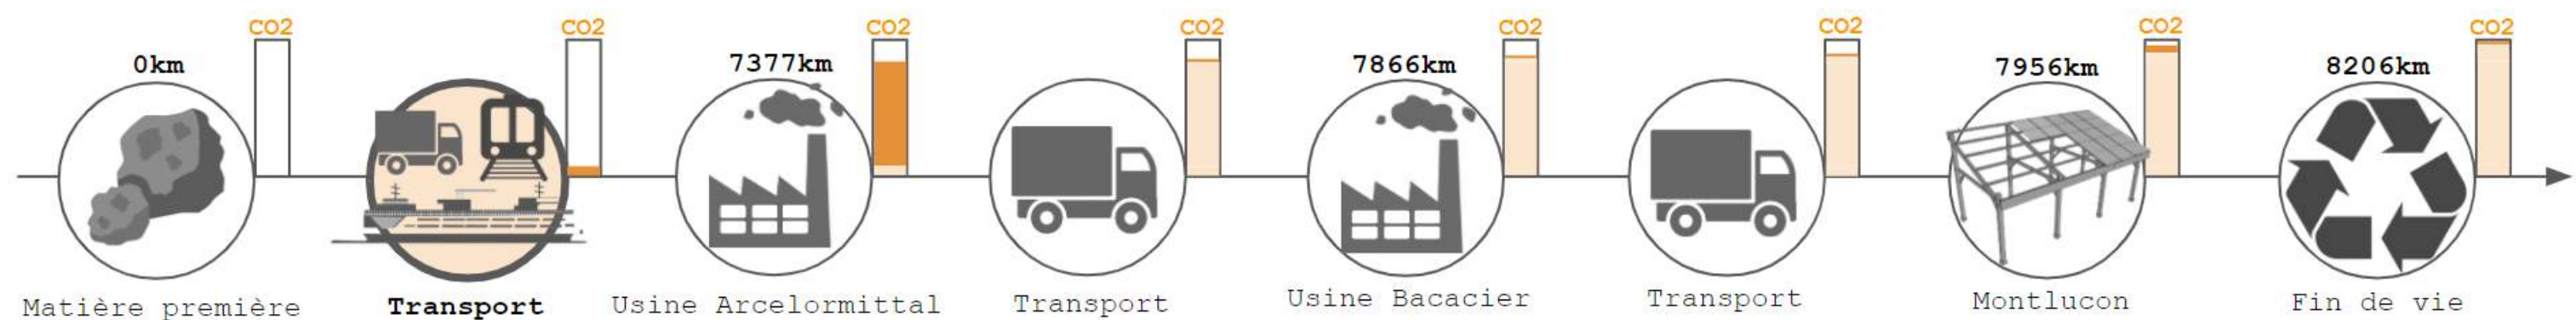 CO2 CO2 CO2 CO2 CO2 CO2 CO2 CO2
0km 7377km 7866km 7956km 8206km
Matière première Transport Usine Arcelormittal Transport Usine Bacacier Transport Montlucon Fin de vie